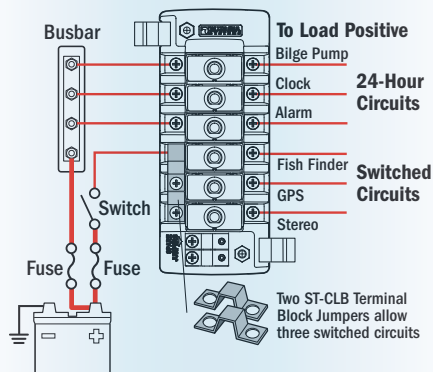 Busbar
To Load Positive
Bilge Pump
Clock
Alarm
24-Hour
Circuits
Fish Finder
GPS
Stereo
Switched
Circuits
Switch
Fuse
Fuse
Two ST-CLB Terminal
Block Jumpers allow
three switched circuits